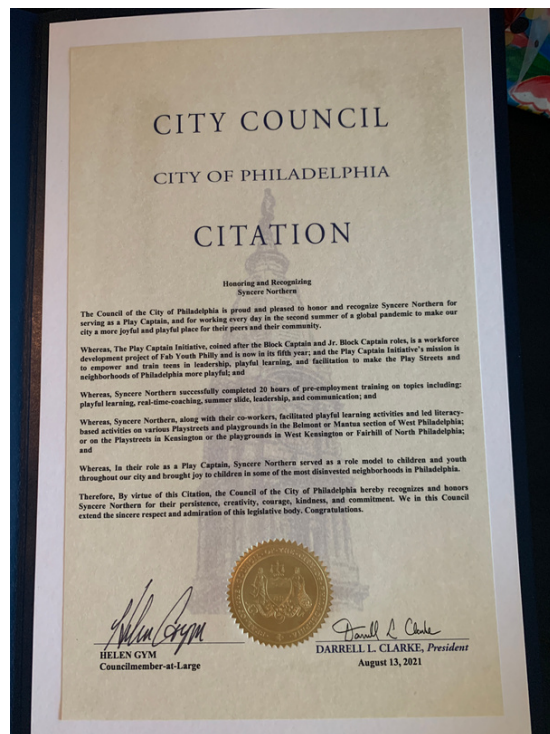 CITY COUNCIL
CITY OF PHILADELPHIA
CITATION
Honoring and Recognizing
Syncere Northern
The Council of the City of Philadelphia is proud and pleased to honor and recognize Syncere Northern for
serving as a Play Captain, and for working every day in the second summer of a global pandemic to make our
city a more joyful and playful place for their peers and their community.
Whereas, The Play Captain Initiative, coined after the Block Captain and Jr. Block Captain roles, is a workforce
development project of Fab Youth Philly and is now in its fifth year; and the Play Captain Initiative's mission is
to empower and train teens in leadership, playful learning, and facilitation to make the Play Streets and
neighborhoods of Philadelphia more playful; and
Whereas, Syncere Northern successfully completed 20 hours of pre-employment training on topics including:
playful learning, real-time-coaching, summer slide, leadership, and communication; and
Whereas, Syncere Northern, along with their co-workers, facilitated playful learning activities and led literacy-
based activities on various Playstreets and playgrounds in the Belmont or Mantua section of West Philadelphia;
or on the Playstreets in Kensington or the playgrounds in West Kensington or Fairhill of North Philadelphia;
and
Whereas, In their role as a Play Captain, Syncere Northern served as a role model to children and youth
throughout our city and brought joy to children in some of the most disinvested neighborhoods in Philadelphia.
Therefore, By virtue of this Citation, the Council of the City of Philadelphia hereby recognizes and honors
Syncere Northern for their persistence, creativity, courage, kindness, and commitment. We in this Council
extend the sincere respect and admiration of this legislative body. Congratulations.
Helen Gym
HELEN GYM
Councilmember-at-Large
Darrell L Clarke
DARRELL L. CLARKE, President
August 13, 2021